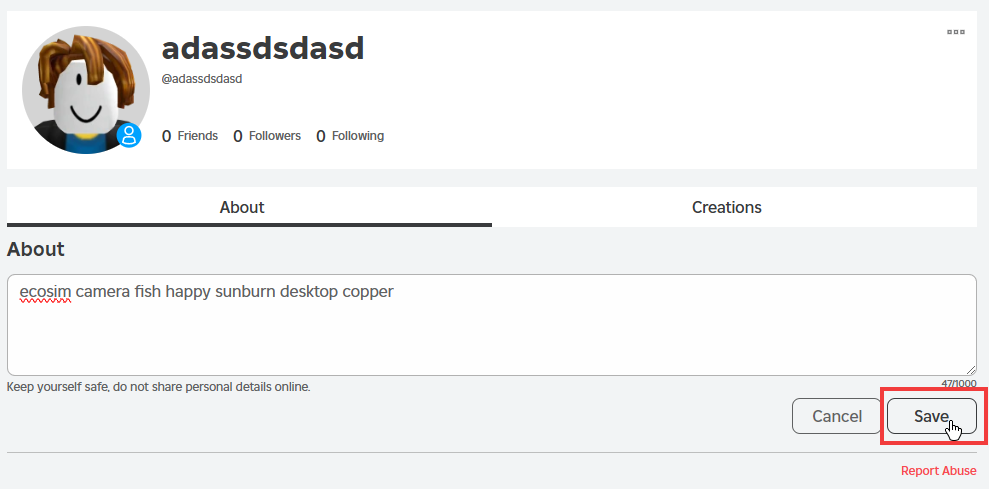 adassdsdasd
@adassdsdasd
0 Friends 0 Followers 0 Following
About Creations
About
ecosim camera fish happy sunburn desktop copper
Keep yourself safe, do not share personal details online.
47/1000
Cancel Save
Report Abuse